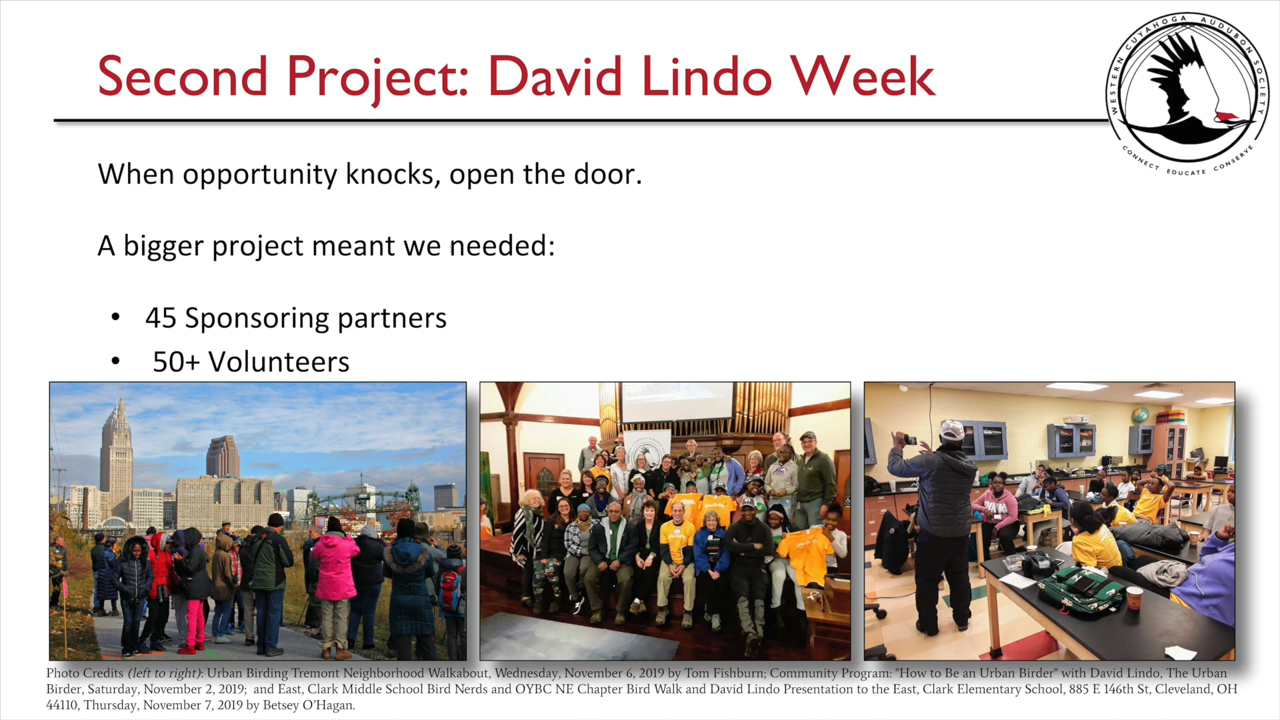 Second Project: David Lindo Week
WESTERN CUYAHOGA AUDUBON SOCIETY
CONNECT EDUCATE CONSERVE
When opportunity knocks, open the door.
A bigger project meant we needed:
• 45 Sponsoring partners
• 50+ Volunteers
Photo Credits (left to right): Urban Birding Tremont Neighborhood Walkabout, Wednesday, November 6, 2019 by Tom Fishburn; Community Program: "How to Be an Urban Birder" with David Lindo, The Urban
Birder, Saturday, November 2, 2019; and East, Clark Middle School Bird Nerds and OYBC NE Chapter Bird Walk and David Lindo Presentation to the East, Clark Elementary School, 885 E 146th St, Cleveland, OH
44110, Thursday, November 7, 2019 by Betsey O'Hagan.